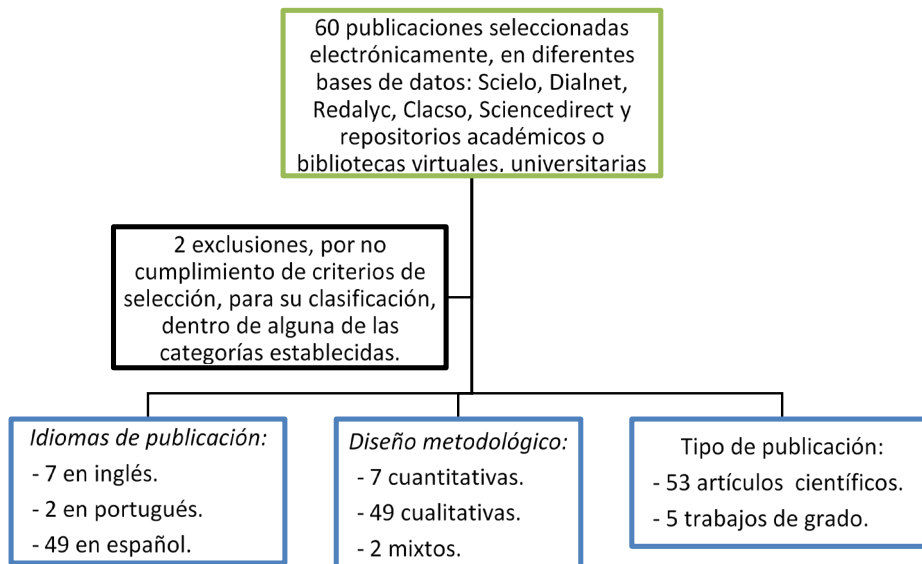 60 publicaciones seleccionadas
electrónicamente, en diferentes
bases de datos: Scielo, Dialnet,
Redalyc, Clacso, Sciencedirect y
repositorios académicos o
bibliotecas virtuales, universitarias
2 exclusiones, por no
cumplimiento de criterios de
selección, para su clasificación,
dentro de alguna de las
categorías establecidas.
Idiomas de publicación:
- 7 en inglés.
- 2 en portugués.
- 49 en español.
Diseño metodológico:
- 7 cuantitativas.
- 49 cualitativas.
- 2 mixtos.
Tipo de publicación:
- 53 artículos científicos.
- 5 trabajos de grado.